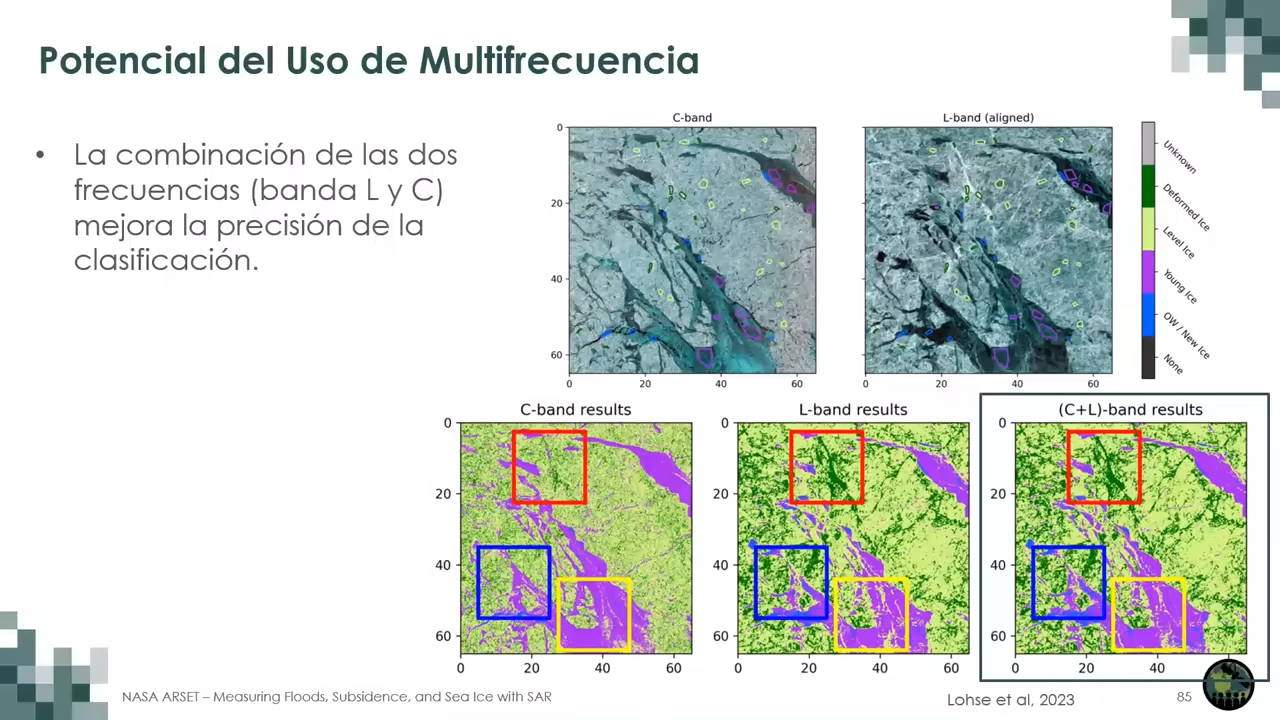 Potencial del Uso de Multifrecuencia
• La combinación de las dos
frecuencias (banda L y C)
mejora la precisión de la
clasificación.
C-band
0
20
40
60
0 20 40 60
L-band (aligned)
0 20 40 60
Unknown
Deformed Ice
Level Ice
Young Ice
OW / New Ice
None
C-band results
0
20
40
60
0 20 40 60
L-band results
0
20
40
60
0 20 40 60
(C+L)-band results
0
20
40
60
0 20 40
NASA ARSET – Measuring Floods, Subsidence, and Sea Ice with SAR
Lohse et al, 2023
85